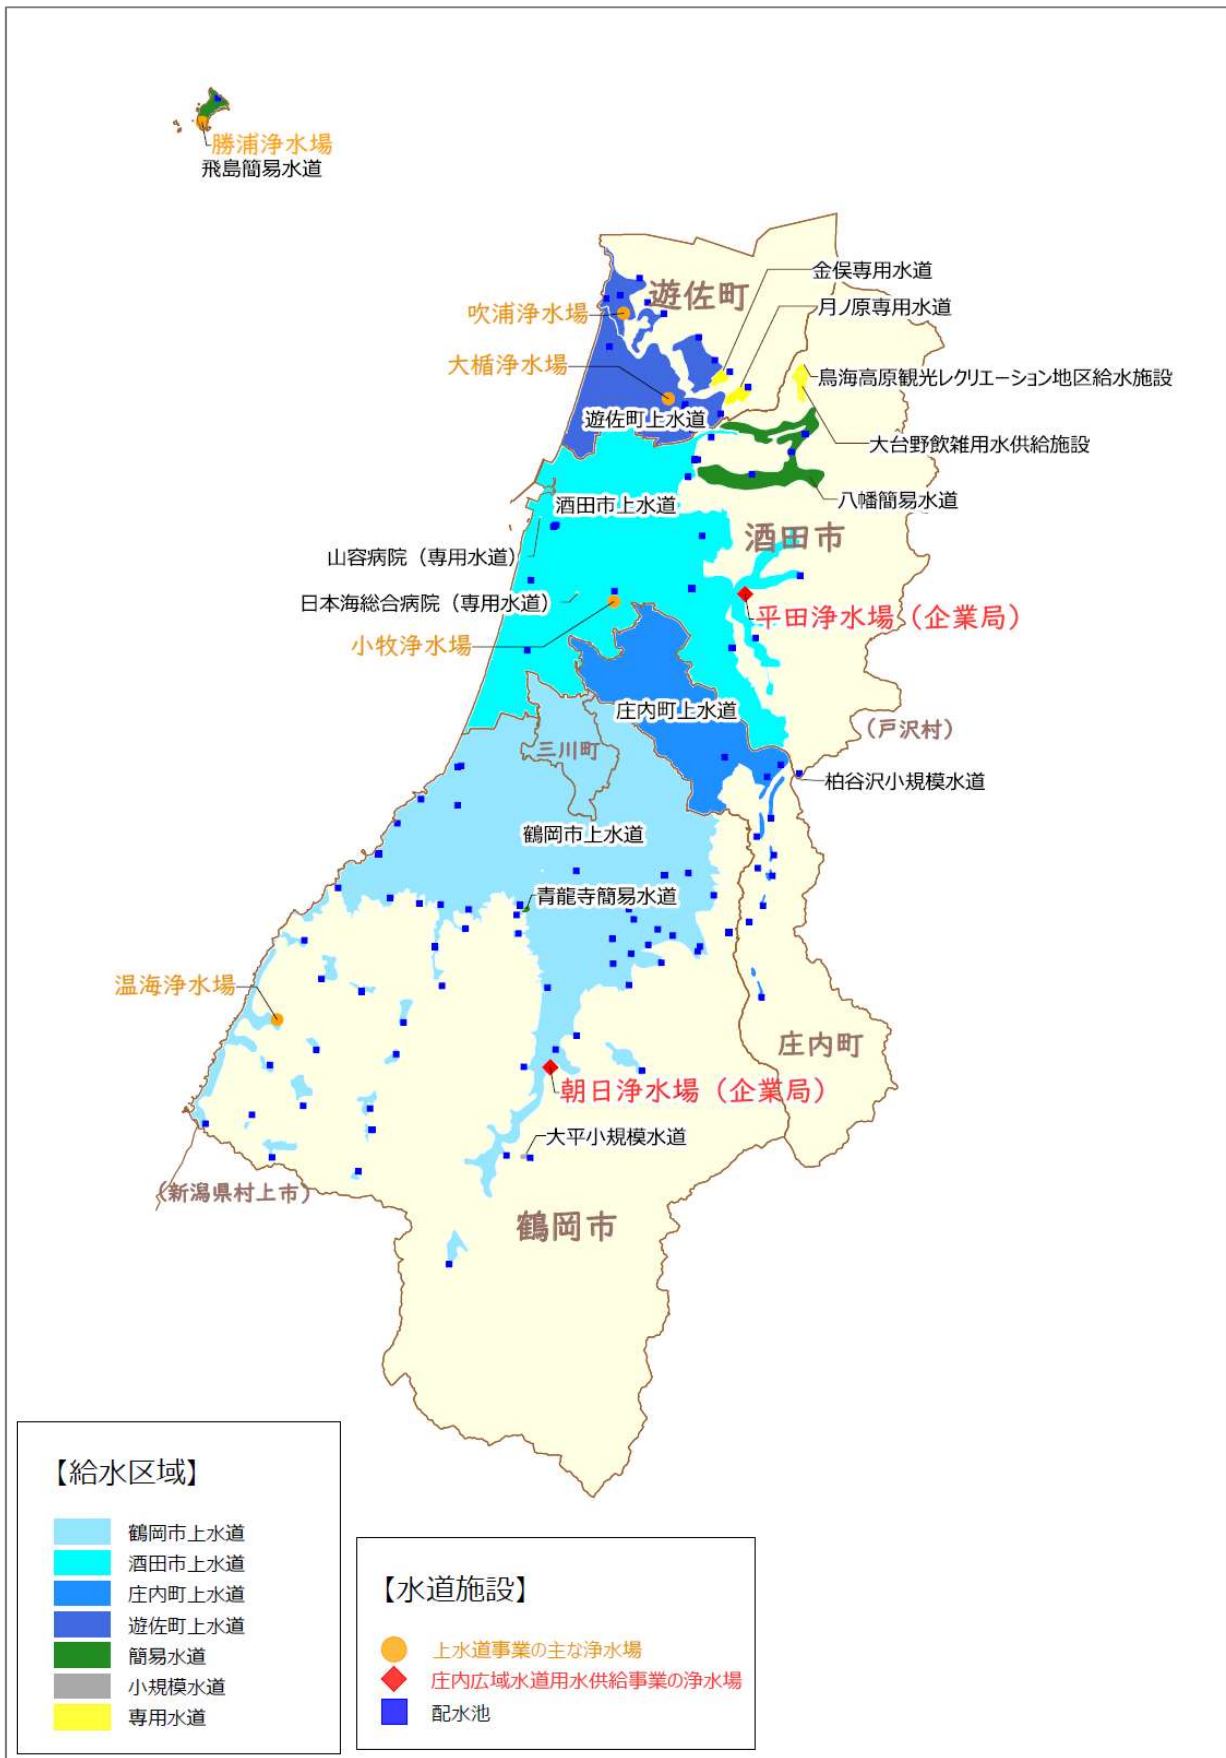 勝浦浄水場
飛島簡易水道
金俣専用水道
遊佐町
月ノ原専用水道
吹浦浄水場
大楯浄水場
鳥海高原観光レクリエーション地区給水施設
遊佐町上水道
大台野飲雑用水供給施設
八幡簡易水道
酒田市上水道
酒田市
山容病院（専用水道）
日本海総合病院（専用水道）
平田浄水場（企業局）
小牧浄水場
庄内町上水道
（戸沢村）
三川町
柏谷沢小規模水道
鶴岡市上水道
青龍寺簡易水道
温海浄水場
庄内町
朝日浄水場（企業局）
大平小規模水道
（新潟県村上市）
鶴岡市
【給水区域】
鶴岡市上水道
酒田市上水道
庄内町上水道
遊佐町上水道
簡易水道
小規模水道
専用水道
【水道施設】
上水道事業の主な浄水場
庄内広域水道用水供給事業の浄水場
配水池